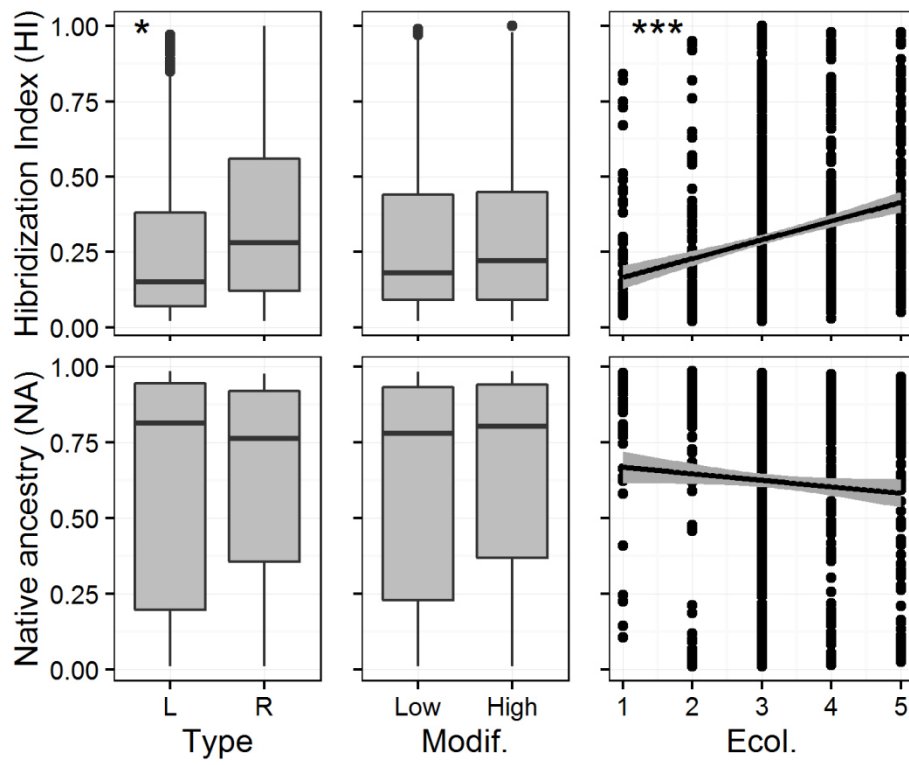 Hibridization Index (HI)
1.00
0.75
0.50
0.25
0.00
*
***
Native ancestry (NA)
1.00
0.75
0.50
0.25
0.00
L R
Low High
1 2 3 4 5
Type
Modif.
Ecol.